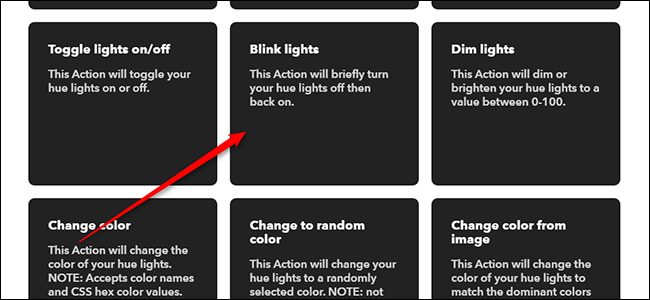 Toggle lights on/off
This Action will toggle your
hue lights on or off.
Blink lights
This Action will briefly turn
your hue lights off then
back on.
Dim lights
This Action will dim or
brighten your hue lights to a
value between 0-100.
Change color
This Action will change the
color of your hue lights.
NOTE: Accepts color names
and CSS hex color values.
Change to random
color
This Action will change your
hue lights to a randomly
selected color. NOTE: not
Change color from
image
This Action will change the
color of your hue lights to
match the dominant colors